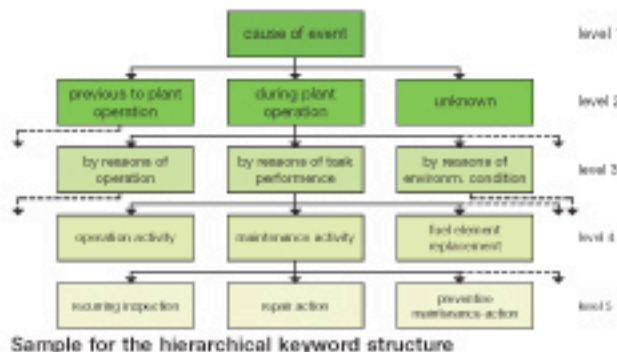 cause of event
level 1
previous to plant
operation
during plant
operation
unknown
level 2
by reasons of
operation
by reasons of task
performence
by reasons of
environm. condition
level 3
operation activity
maintenance activity
fuel element
replacement
level 4
recurring inspection
repair action
preventive
maintenance action
level 5
Sample for the hierarchical keyword structure